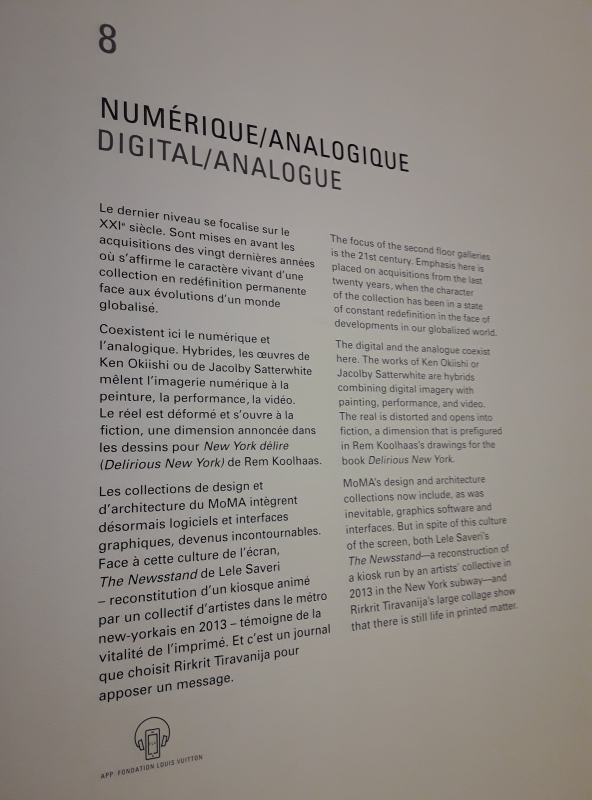 8
NUMÉRIQUE/ANALOGIQUE
DIGITAL/ANALOGUE
Le dernier niveau se focalise sur le
XXIᵉ siècle. Sont mises en avant les
acquisitions des vingt dernières années
où s’affirme le caractère vivant d’une
collection en redéfinition permanente
face aux évolutions d’un monde
globalisé.
Coexistent ici le numérique et
l’analogique. Hybrides, les œuvres de
Ken Okiishi ou de Jacolby Satterwhite
mêlent l’imagerie numérique à la
peinture, la performance, la vidéo.
Le réel est déformé et s’ouvre à la
fiction, une dimension annoncée dans
les dessins pour New York délire
(Delirious New York) de Rem Koolhaas.
Les collections de design et
d’architecture du MoMA intègrent
désormais logiciels et interfaces
graphiques, devenus incontournables.
Face à cette culture de l’écran,
The Newsstand de Lele Saveri
– reconstitution d’un kiosque animé
par un collectif d’artistes dans le métro
new-yorkais en 2013 – témoigne de la
vitalité de l’imprimé. Et c’est un journal
que choisit Rirkrit Tiravanija pour
apposer un message.
The focus of the second floor galleries
is the 21st century. Emphasis here is
placed on acquisitions from the last
twenty years, when the character
of the collection has been in a state
of constant redefinition in the face of
developments in our globalized world.
The digital and the analogue coexist
here. The works of Ken Okiishi or
Jacolby Satterwhite are hybrids
combining digital imagery with
painting, performance, and video.
The real is distorted and opens into
fiction, a dimension that is prefigured
in Rem Koolhaas’s drawings for the
book Delirious New York.
MoMA’s design and architecture
collections now include, as was
inevitable, graphics software and
interfaces. But in spite of this culture
of the screen, both Lele Saveri’s
The Newsstand—a reconstruction of
a kiosk run by an artists’ collective in
2013 in the New York subway—and
Rirkrit Tiravanija’s large collage show
that there is still life in printed matter.
APP FONDATION LOUIS VUITTON